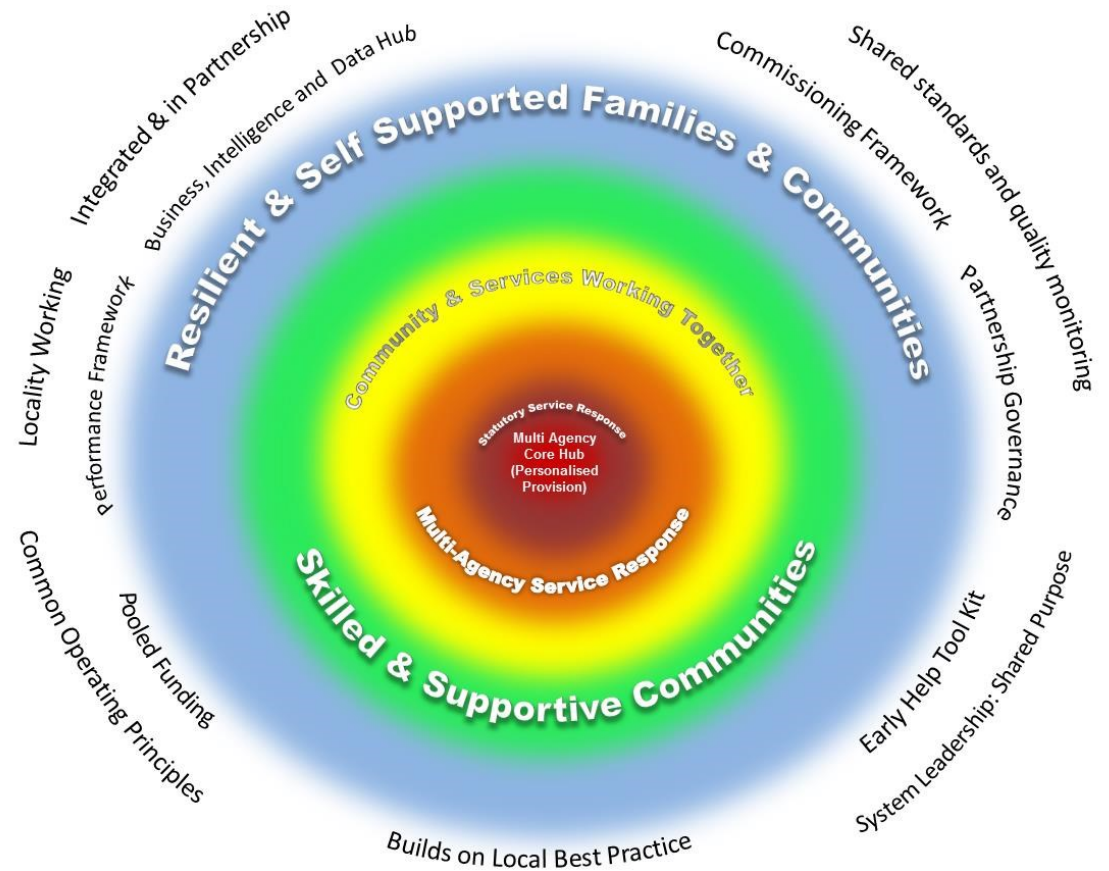 Integrated & in Partnership
Business, Intelligence and Data Hub
Commissioning Framework
Shared standards and quality monitoring
Locality Working
Performance Framework
Partnership Governance
Resilient & Self Supported Families & Communities
Community & Services Working Together
Statutory Service Response
Multi Agency
Core Hub
(Personalised
Provision)
Multi-Agency Service Response
Skilled & Supportive Communities
Common Operating Principles
Pooled Funding
Early Help Tool Kit
System Leadership: Shared Purpose
Builds on Local Best Practice